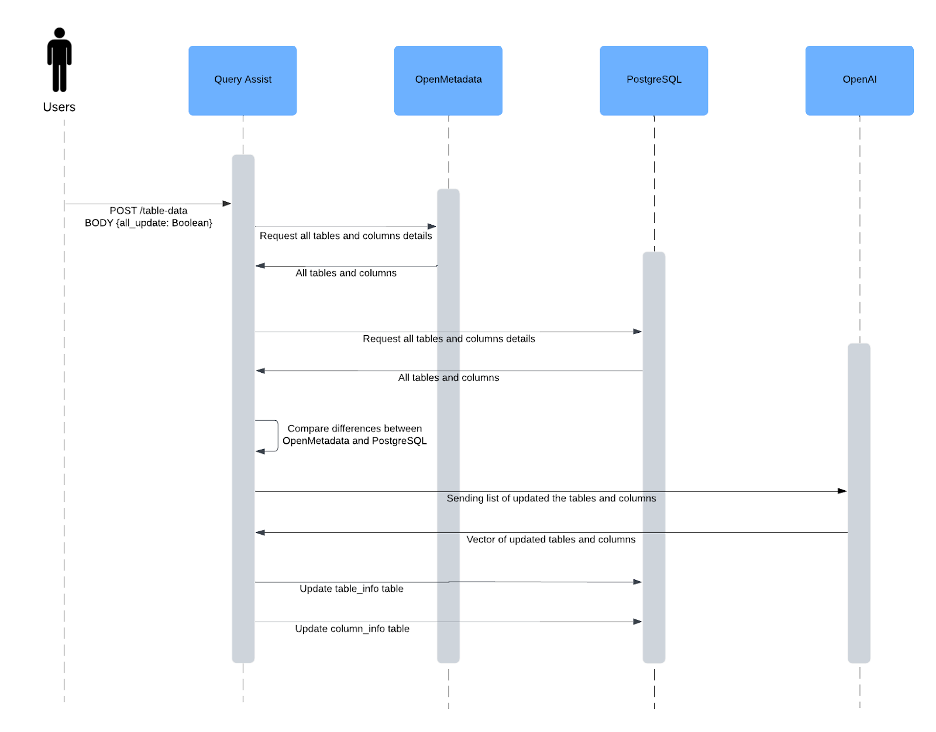 Users
Query Assist
OpenMetadata
PostgreSQL
OpenAI
POST /table-data
BODY {all_update: Boolean}
Request all tables and columns details
All tables and columns
Request all tables and columns details
All tables and columns
Compare differences between
OpenMetadata and PostgreSQL
Sending list of updated the tables and columns
Vector of updated tables and columns
Update table_info table
Update column_info table